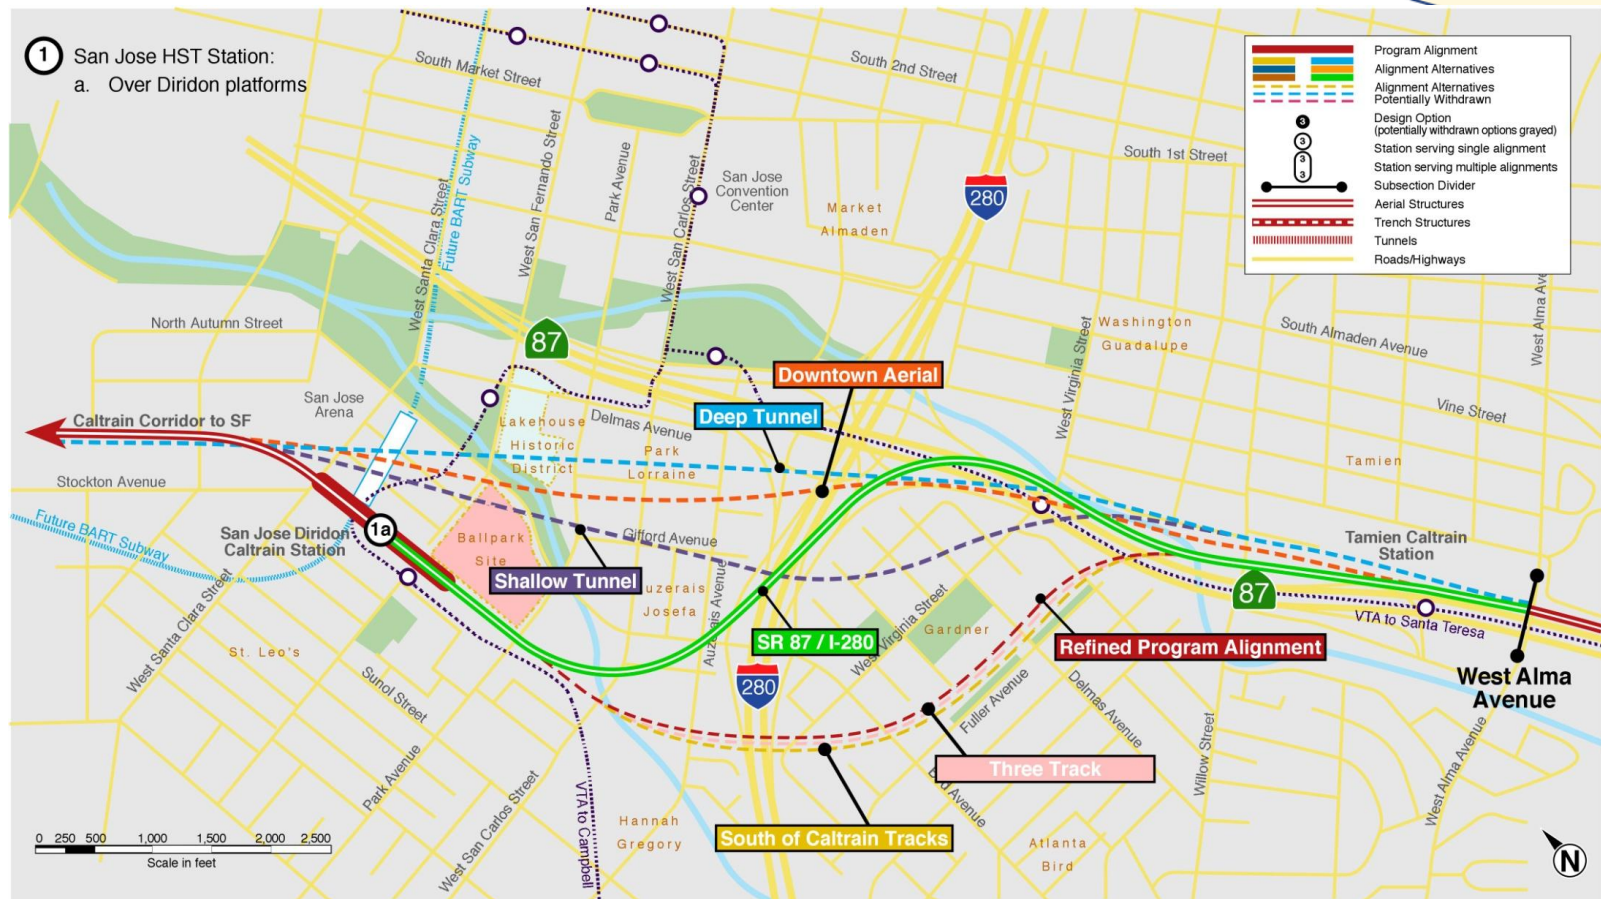 1 San Jose HST Station:
a. Over Diridon platforms
Program Alignment
Alignment Alternatives
Alignment Alternatives
Potentially Withdrawn
3
Design Option
(potentially withdrawn options grayed)
3
Station serving single alignment
3
3
Station serving multiple alignments
Subsection Divider
Aerial Structures
Trench Structures
Tunnels
Roads/Highways
South Market Street
South 2nd Street
South 1st Street
West Santa Clara Street
Future BART Subway
West San Fernando Street
Park Avenue
West San Carlos Street
San Jose
Convention
Center
280
Market
Almaden
North Autumn Street
87
Washington
Guadalupe
West Virginia Street
South Almaden Avenue
West Alma Ave
Vine Street
Tamien
Downtown Aerial
Deep Tunnel
San Jose
Arena
Caltrain Corridor to SF
Lakehouse
Historic
District
Delmas Avenue
Park
Lorraine
Stockton Avenue
Future BART Subway
San Jose Diridon
Caltrain Station
1a
Ballpark
Site
Gifford Avenue
Shallow Tunnel
uzerais
Josefa
Auzerais Avenue
SR 87 / I-280
West Virginia Street
Gardner
Refined Program Alignment
Tamien Caltrain
Station
87
VTA to Santa Teresa
West Alma
Avenue
West Santa Clara Street
St. Leo's
Sunol Street
280
Fuller Avenue
Delmas Avenue
Willow Street
West Alma Avenue
Three Track
Park Avenue
West San Carlos Street
VTA to Campbell
Hannah
Gregory
South of Caltrain Tracks
Avenue
Atlanta
Bird
0 250 500 1,000 1,500 2,000 2,500
Scale in feet
N